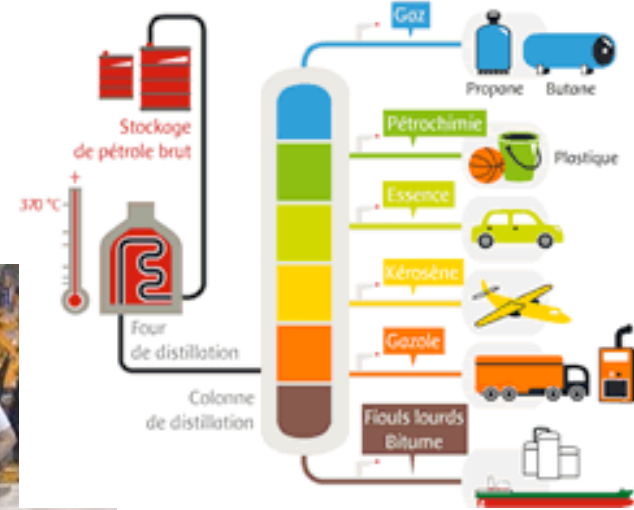 Gaz
Propane
Butane
Stockage
de pétrole brut
Pétrochimie
Plastique
+
370 °C
Essence
Kérosène
Four
de distillation
Gazole
Colonne
de distillation
Fiouls lourds
Bitume